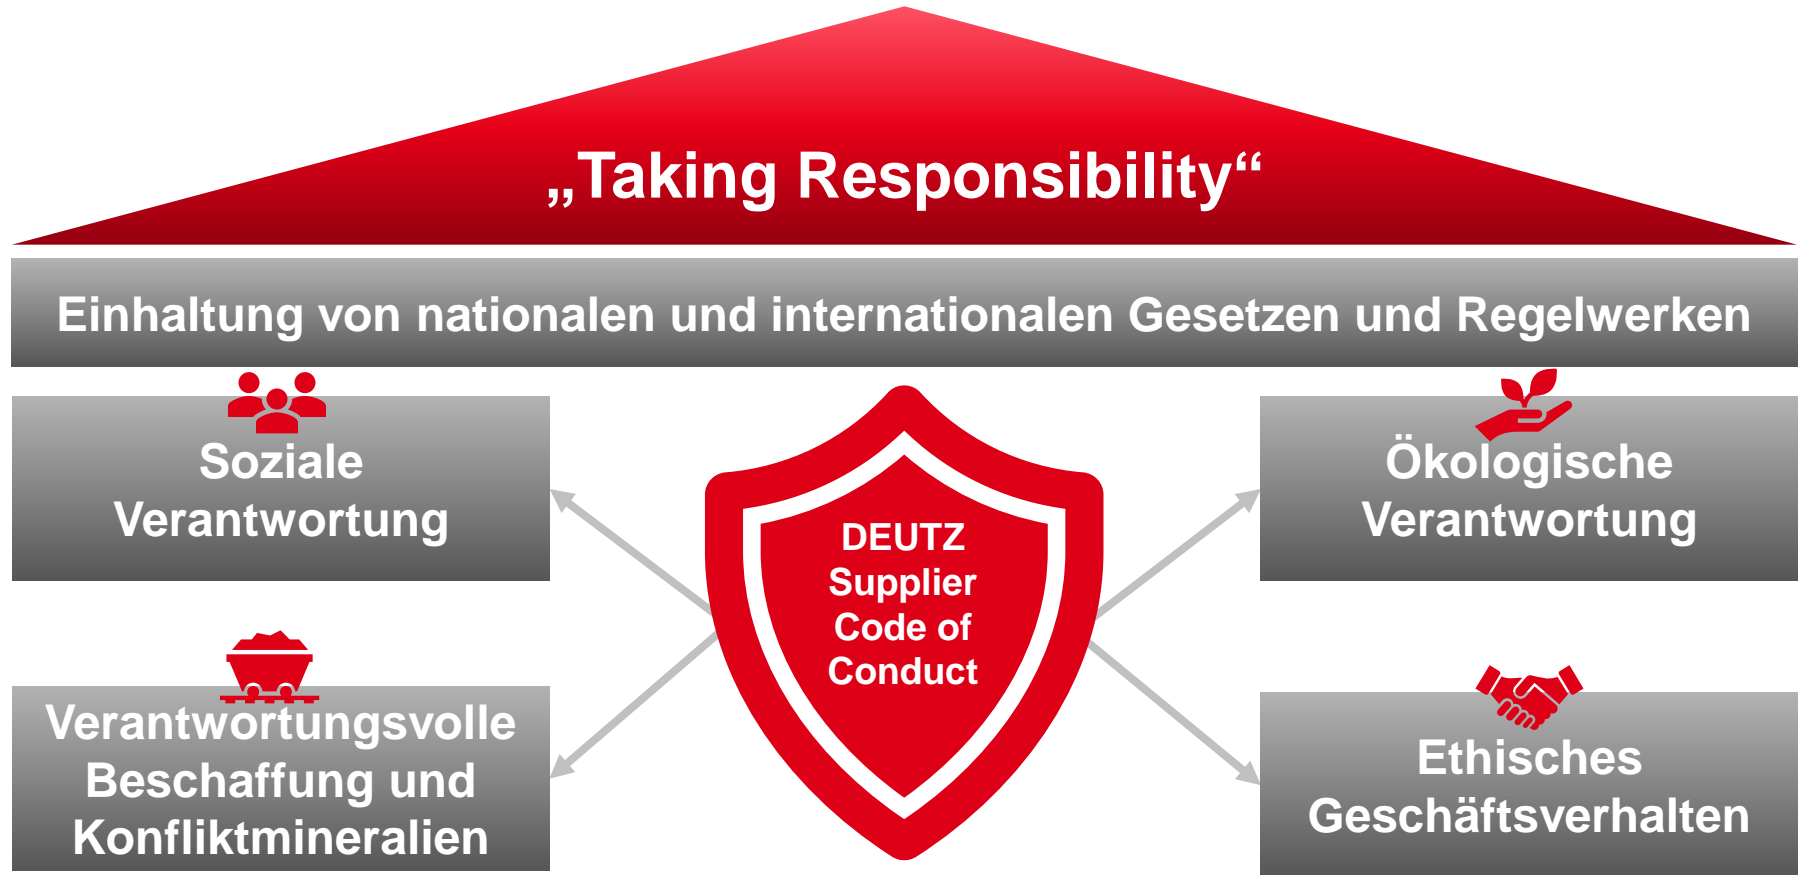 „Taking Responsibility“
Einhaltung von nationalen und internationalen Gesetzen und Regelwerken
Soziale
Verantwortung
Ökologische
Verantwortung
DEUTZ
Supplier
Code of
Conduct
Verantwortungsvolle
Beschaffung und
Konfliktmineralien
Ethisches
Geschäftsverhalten